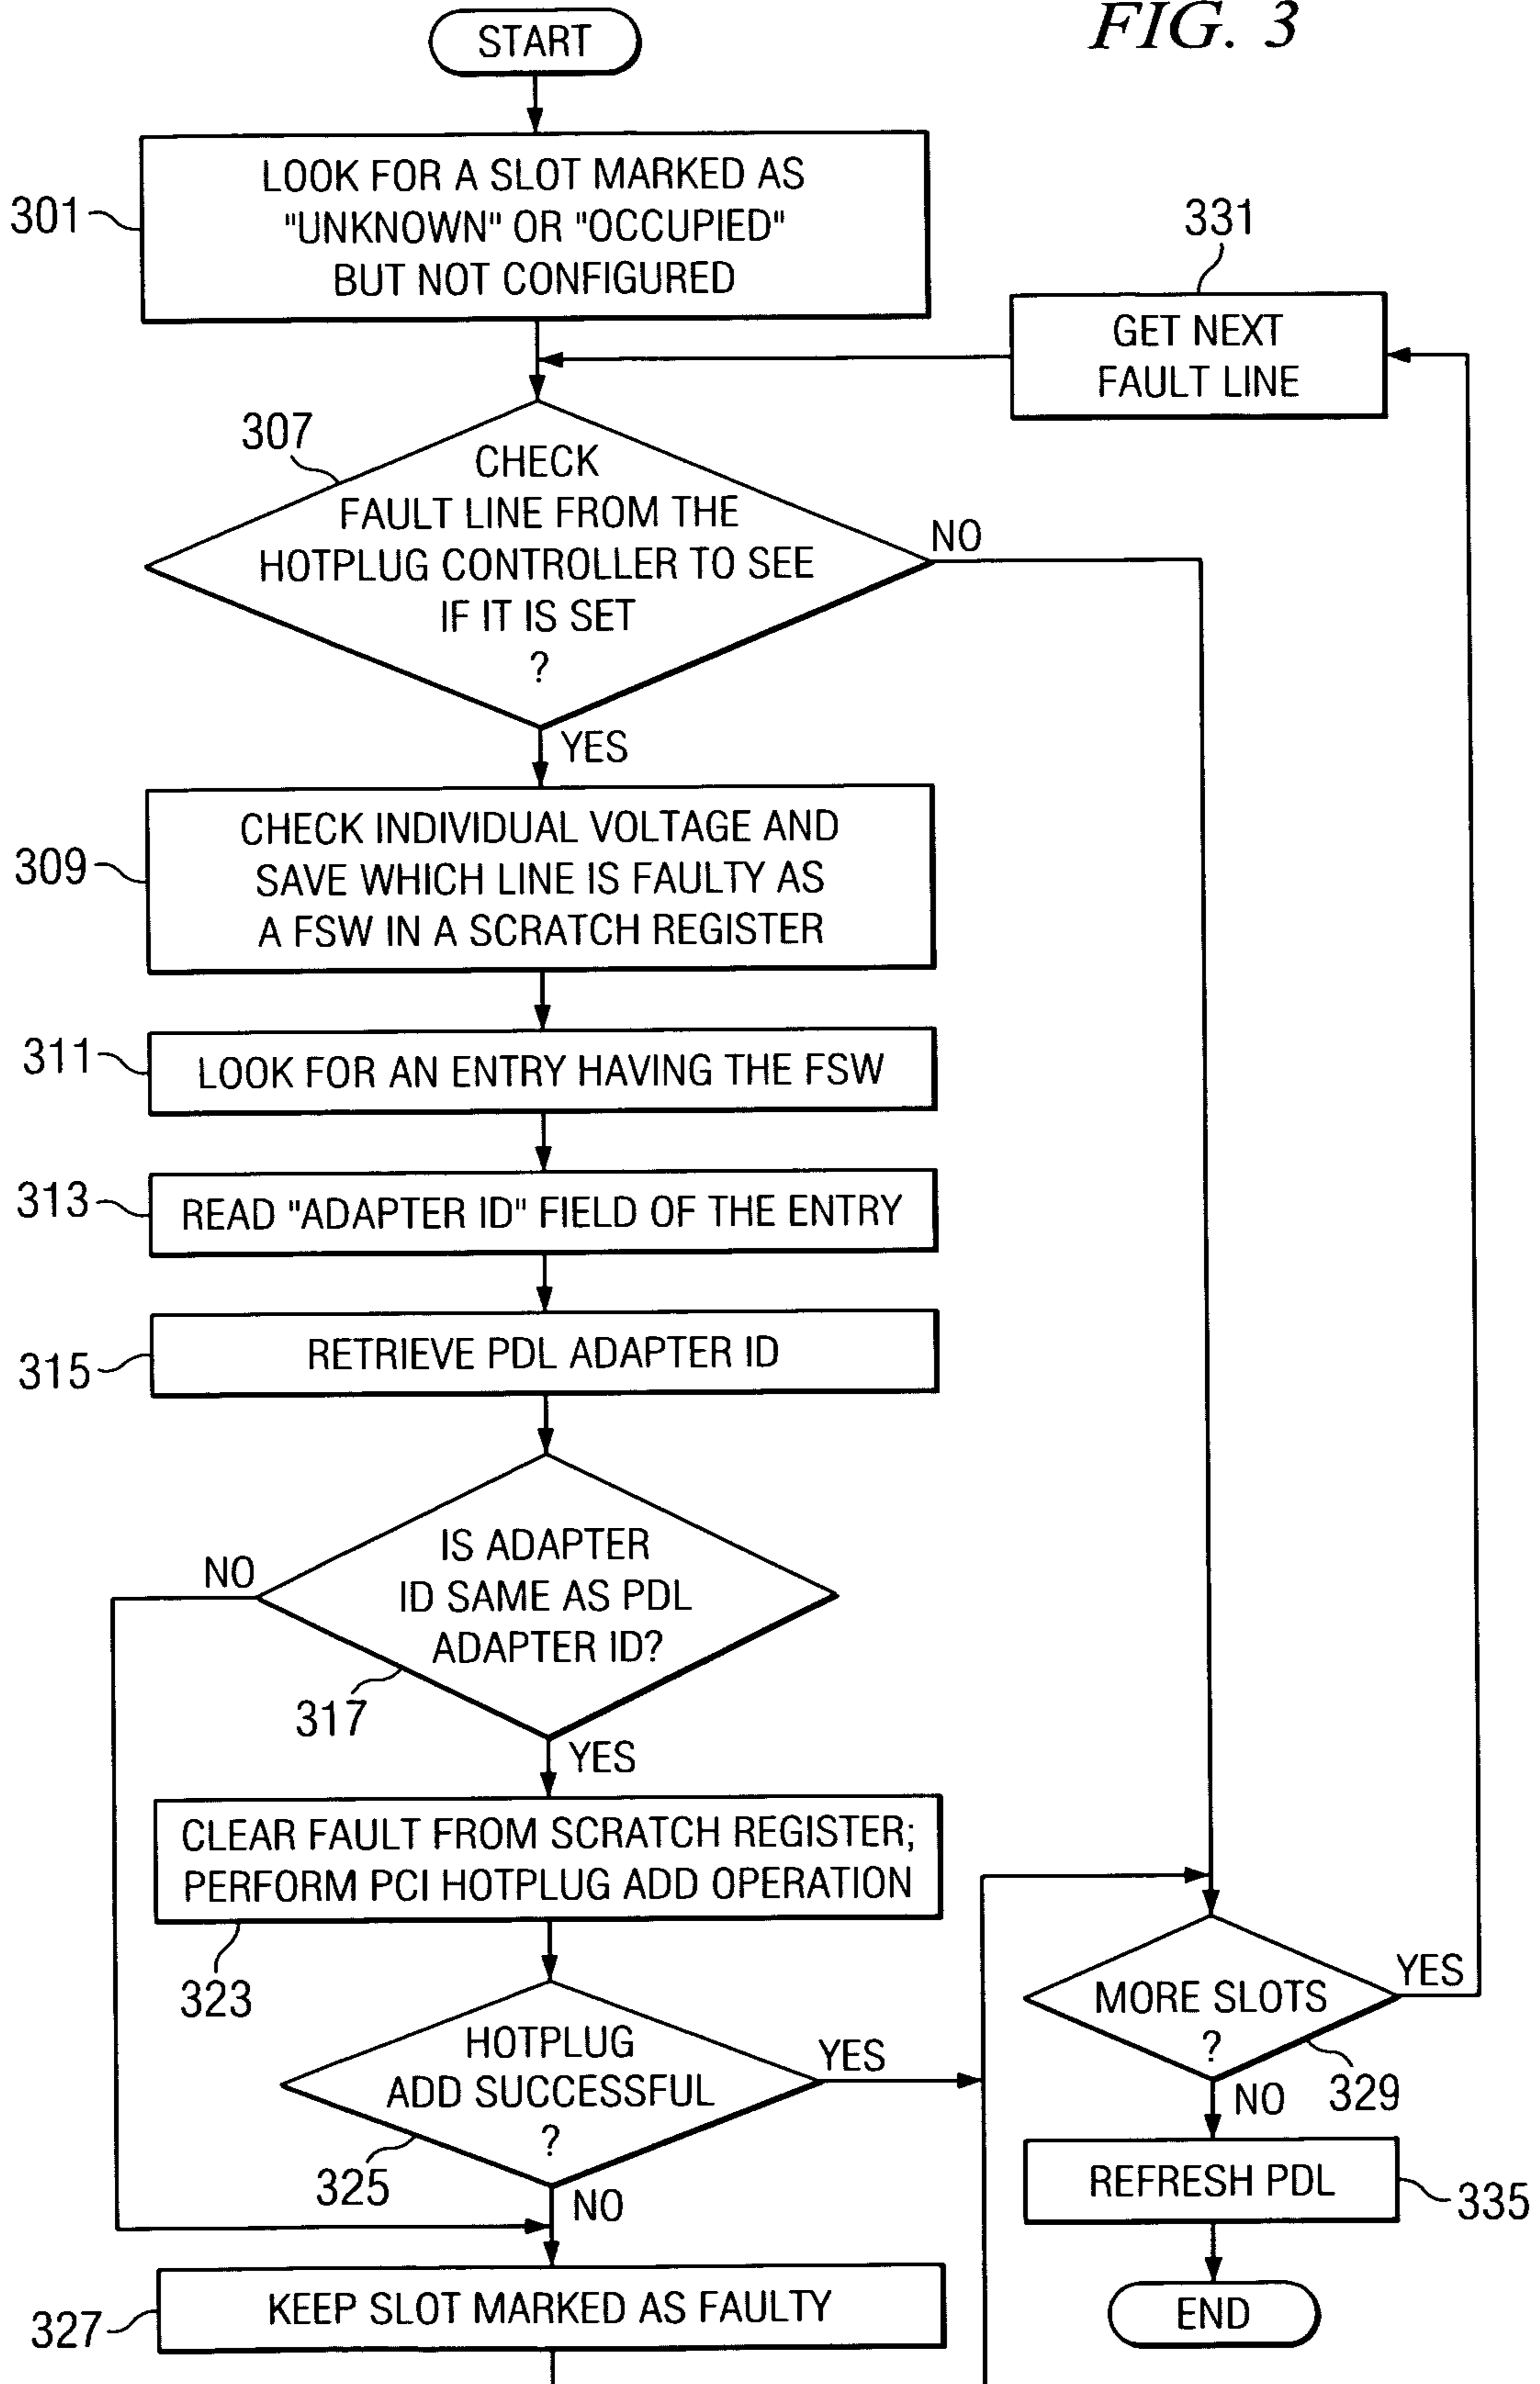 FIG. 3
START
301
LOOK FOR A SLOT MARKED AS
"UNKNOWN" OR "OCCUPIED"
BUT NOT CONFIGURED
331
GET NEXT
FAULT LINE
307
CHECK
FAULT LINE FROM THE
HOTPLUG CONTROLLER TO SEE
IF IT IS SET
?
NO
YES
309
CHECK INDIVIDUAL VOLTAGE AND
SAVE WHICH LINE IS FAULTY AS
A FSW IN A SCRATCH REGISTER
311
LOOK FOR AN ENTRY HAVING THE FSW
313
READ "ADAPTER ID" FIELD OF THE ENTRY
315
RETRIEVE PDL ADAPTER ID
NO
IS ADAPTER
ID SAME AS PDL
ADAPTER ID?
317
YES
CLEAR FAULT FROM SCRATCH REGISTER;
PERFORM PCI HOTPLUG ADD OPERATION
323
HOTPLUG
ADD SUCCESSFUL
?
YES
325
NO
327
KEEP SLOT MARKED AS FAULTY
MORE SLOTS
?
YES
329
NO
REFRESH PDL
335
END